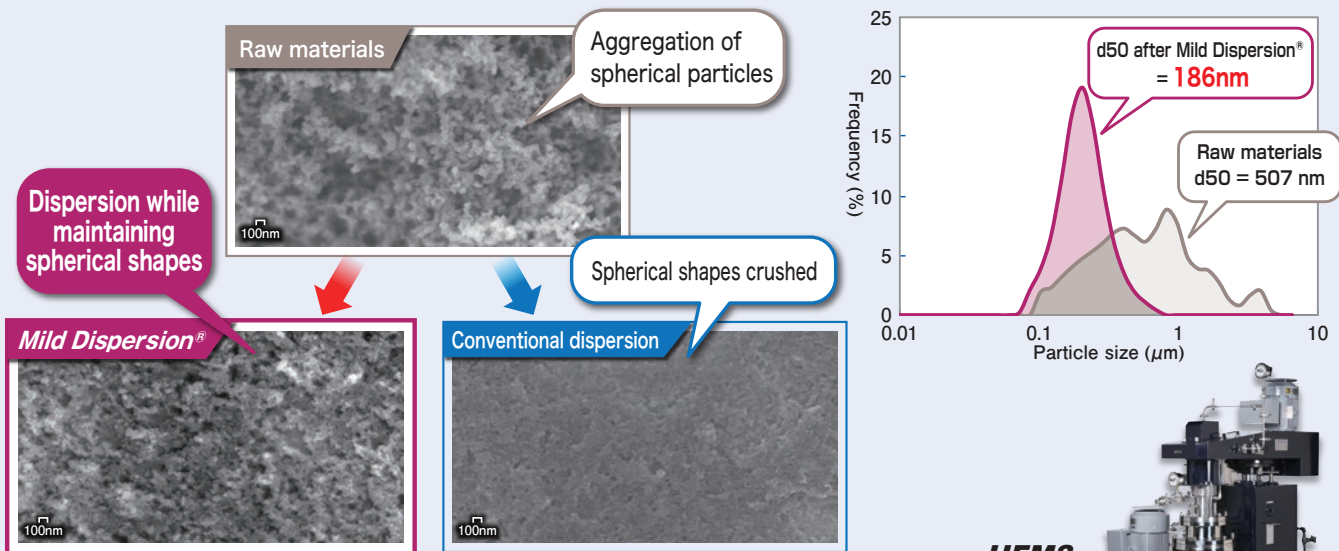 Raw materials
Aggregation of
spherical particles
100nm
Dispersion while
maintaining
spherical shapes
Spherical shapes crushed
Mild Dispersion®
100nm
Conventional dispersion
100nm
25
20
15
10
5
0
Frequency (%)
d50 after Mild Dispersion®
= 186nm
Raw materials
d50 = 507 nm
0.01
0.1
1
10
Particle size (μm)